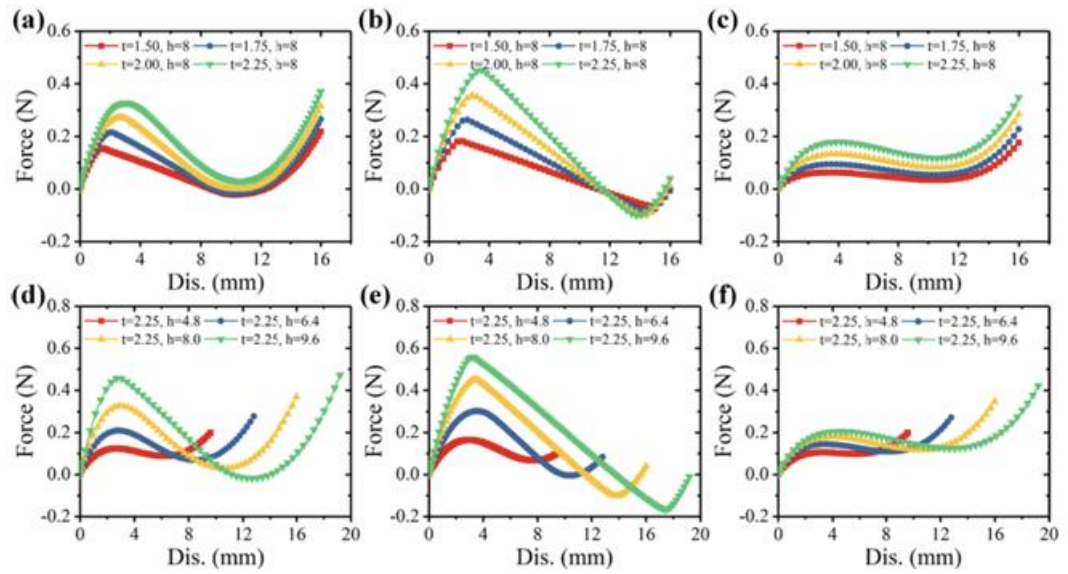 (a)
Force (N)
0.6
0.4
0.2
0.0
-0.2
t=1.50, h=8 t=1.75, h=8
t=2.00, h=8 t=2.25, h=8
0 4 8 12 16
Dis. (mm)
(b)
Force (N)
0.6
0.4
0.2
0.0
-0.2
t=1.50, h=8 t=1.75, h=8
t=2.00, h=8 t=2.25, h=8
0 4 8 12 16
Dis. (mm)
(c)
Force (N)
0.6
0.4
0.2
0.0
-0.2
t=1.50, h=8 t=1.75, h=8
t=2.00, h=8 t=2.25, h=8
0 4 8 12 16
Dis. (mm)
(d)
Force (N)
0.8
0.6
0.4
0.2
0.0
-0.2
t=2.25, h=4.8 t=2.25, h=6.4
t=2.25, h=8.0 t=2.25, h=9.6
0 4 8 12 16 20
Dis. (mm)
(e)
Force (N)
0.8
0.6
0.4
0.2
0.0
-0.2
t=2.25, h=4.8 t=2.25, h=6.4
t=2.25, h=8.0 t=2.25, h=9.6
0 4 8 12 16 20
Dis. (mm)
(f)
Force (N)
0.8
0.6
0.4
0.2
0.0
-0.2
t=2.25, h=4.8 t=2.25, h=6.4
t=2.25, h=8.0 t=2.25, h=9.6
0 4 8 12 16 20
Dis. (mm)